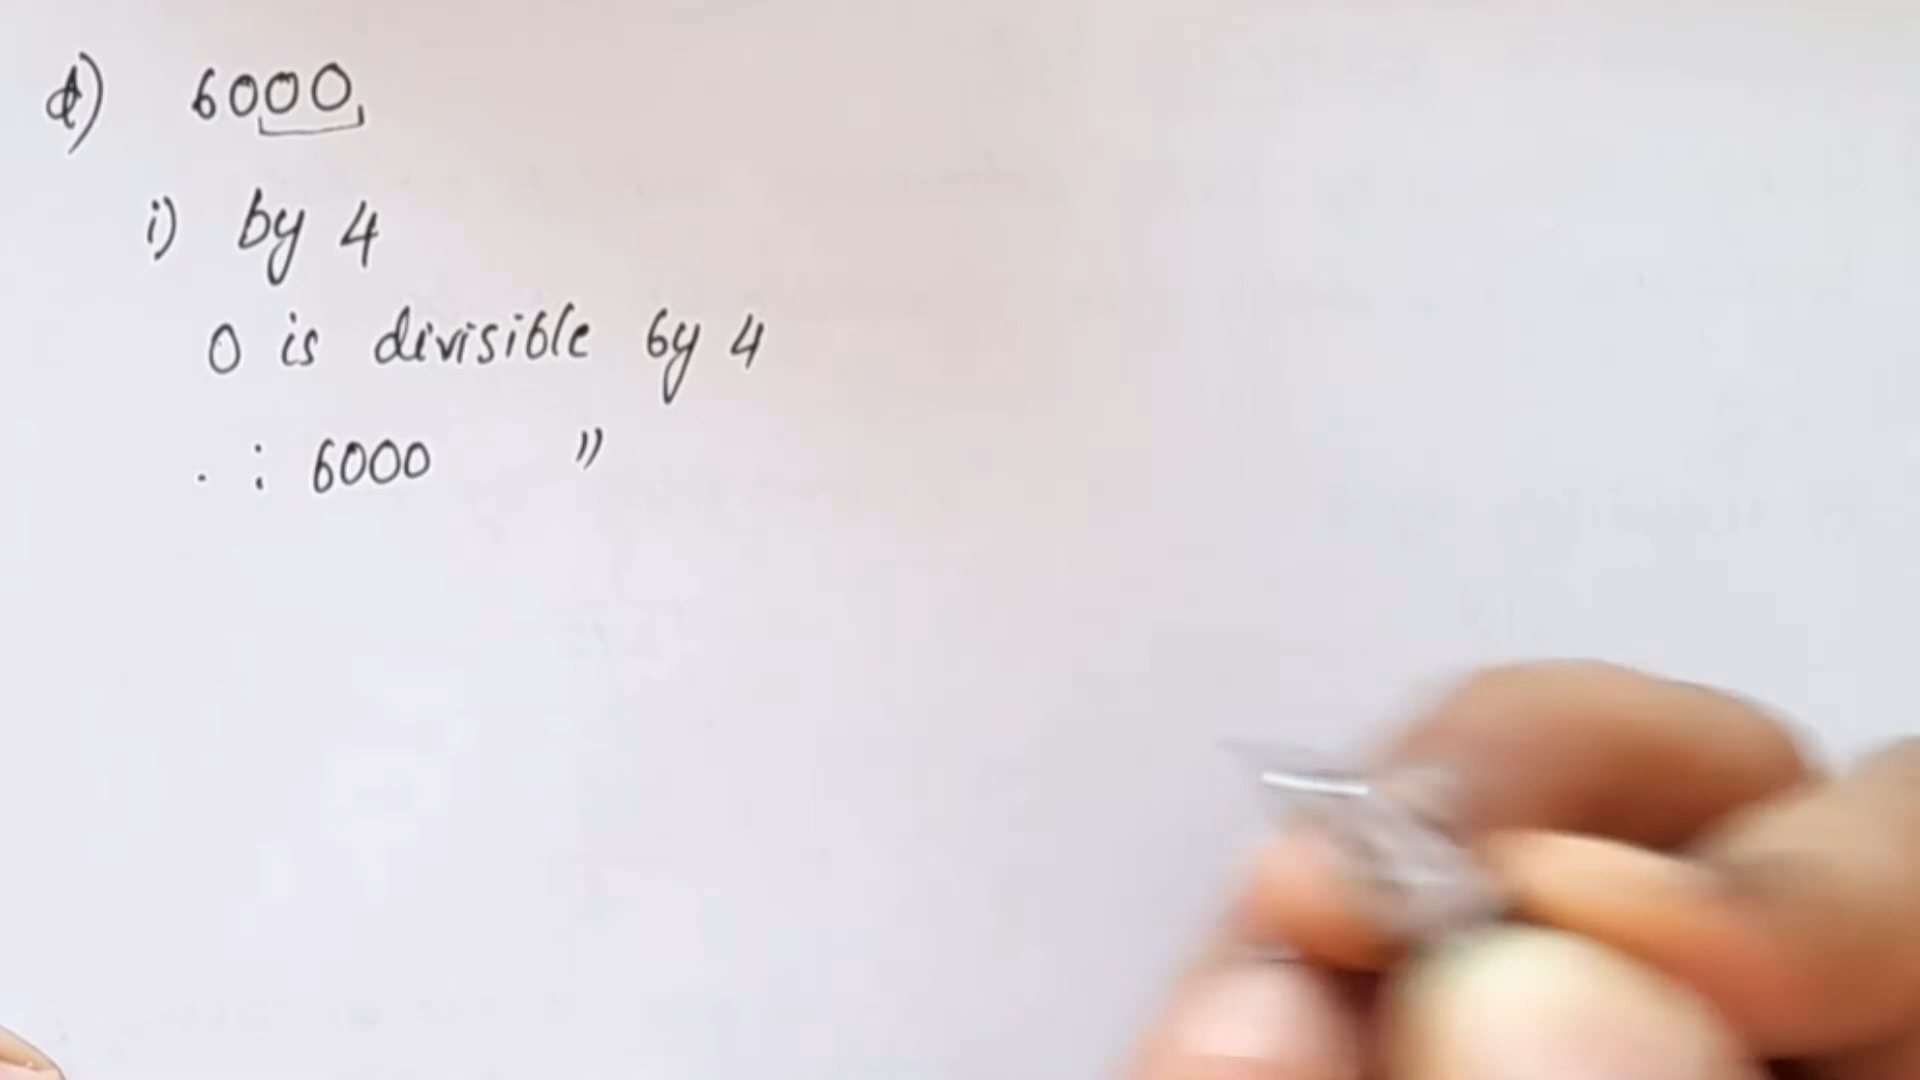 d) 6000
i) by 4
0 is divisible by 4
. : 6000 "